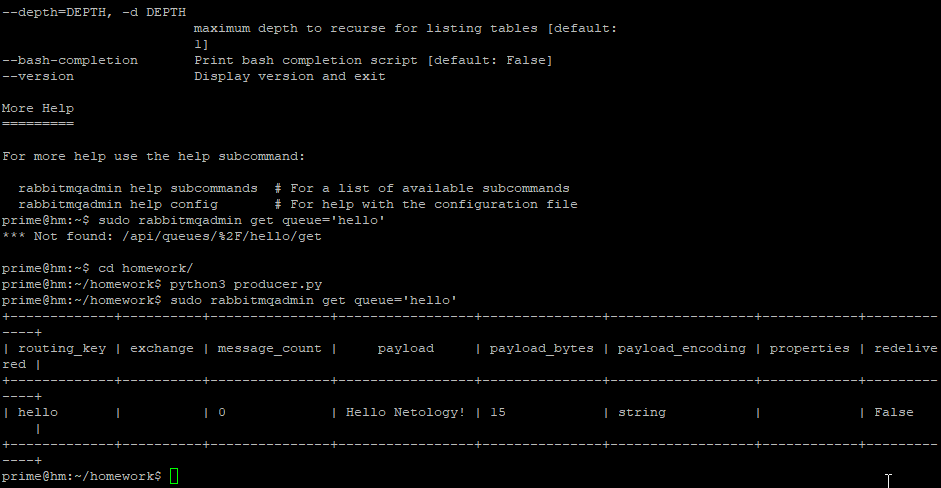 --depth=DEPTH, -d DEPTH
                        maximum depth to recurse for listing tables [default:
                        1]
--bash-completion       Print bash completion script [default: False]
--version               Display version and exit

More Help
=========

For more help use the help subcommand:

  rabbitmqadmin help subcommands  # For a list of available subcommands
  rabbitmqadmin help config       # For help with the configuration file
prime@hm:~$ sudo rabbitmqadmin get queue='hello'
*** Not found: /api/queues/%2F/hello/get

prime@hm:~$ cd homework/
prime@hm:~/homework$ python3 producer.py
prime@hm:~/homework$ sudo rabbitmqadmin get queue='hello'
+-------------+----------+---------------+-----------------+---------------+------------------+------------+---------
----+
| routing_key | exchange | message_count |     payload     | payload_bytes | payload_encoding | properties | redelive
red |
+-------------+----------+---------------+-----------------+---------------+------------------+------------+---------
----+
| hello       |          | 0             | Hello Netology! | 15            | string           |            | False
    |
+-------------+----------+---------------+-----------------+---------------+------------------+------------+---------
----+
prime@hm:~/homework$